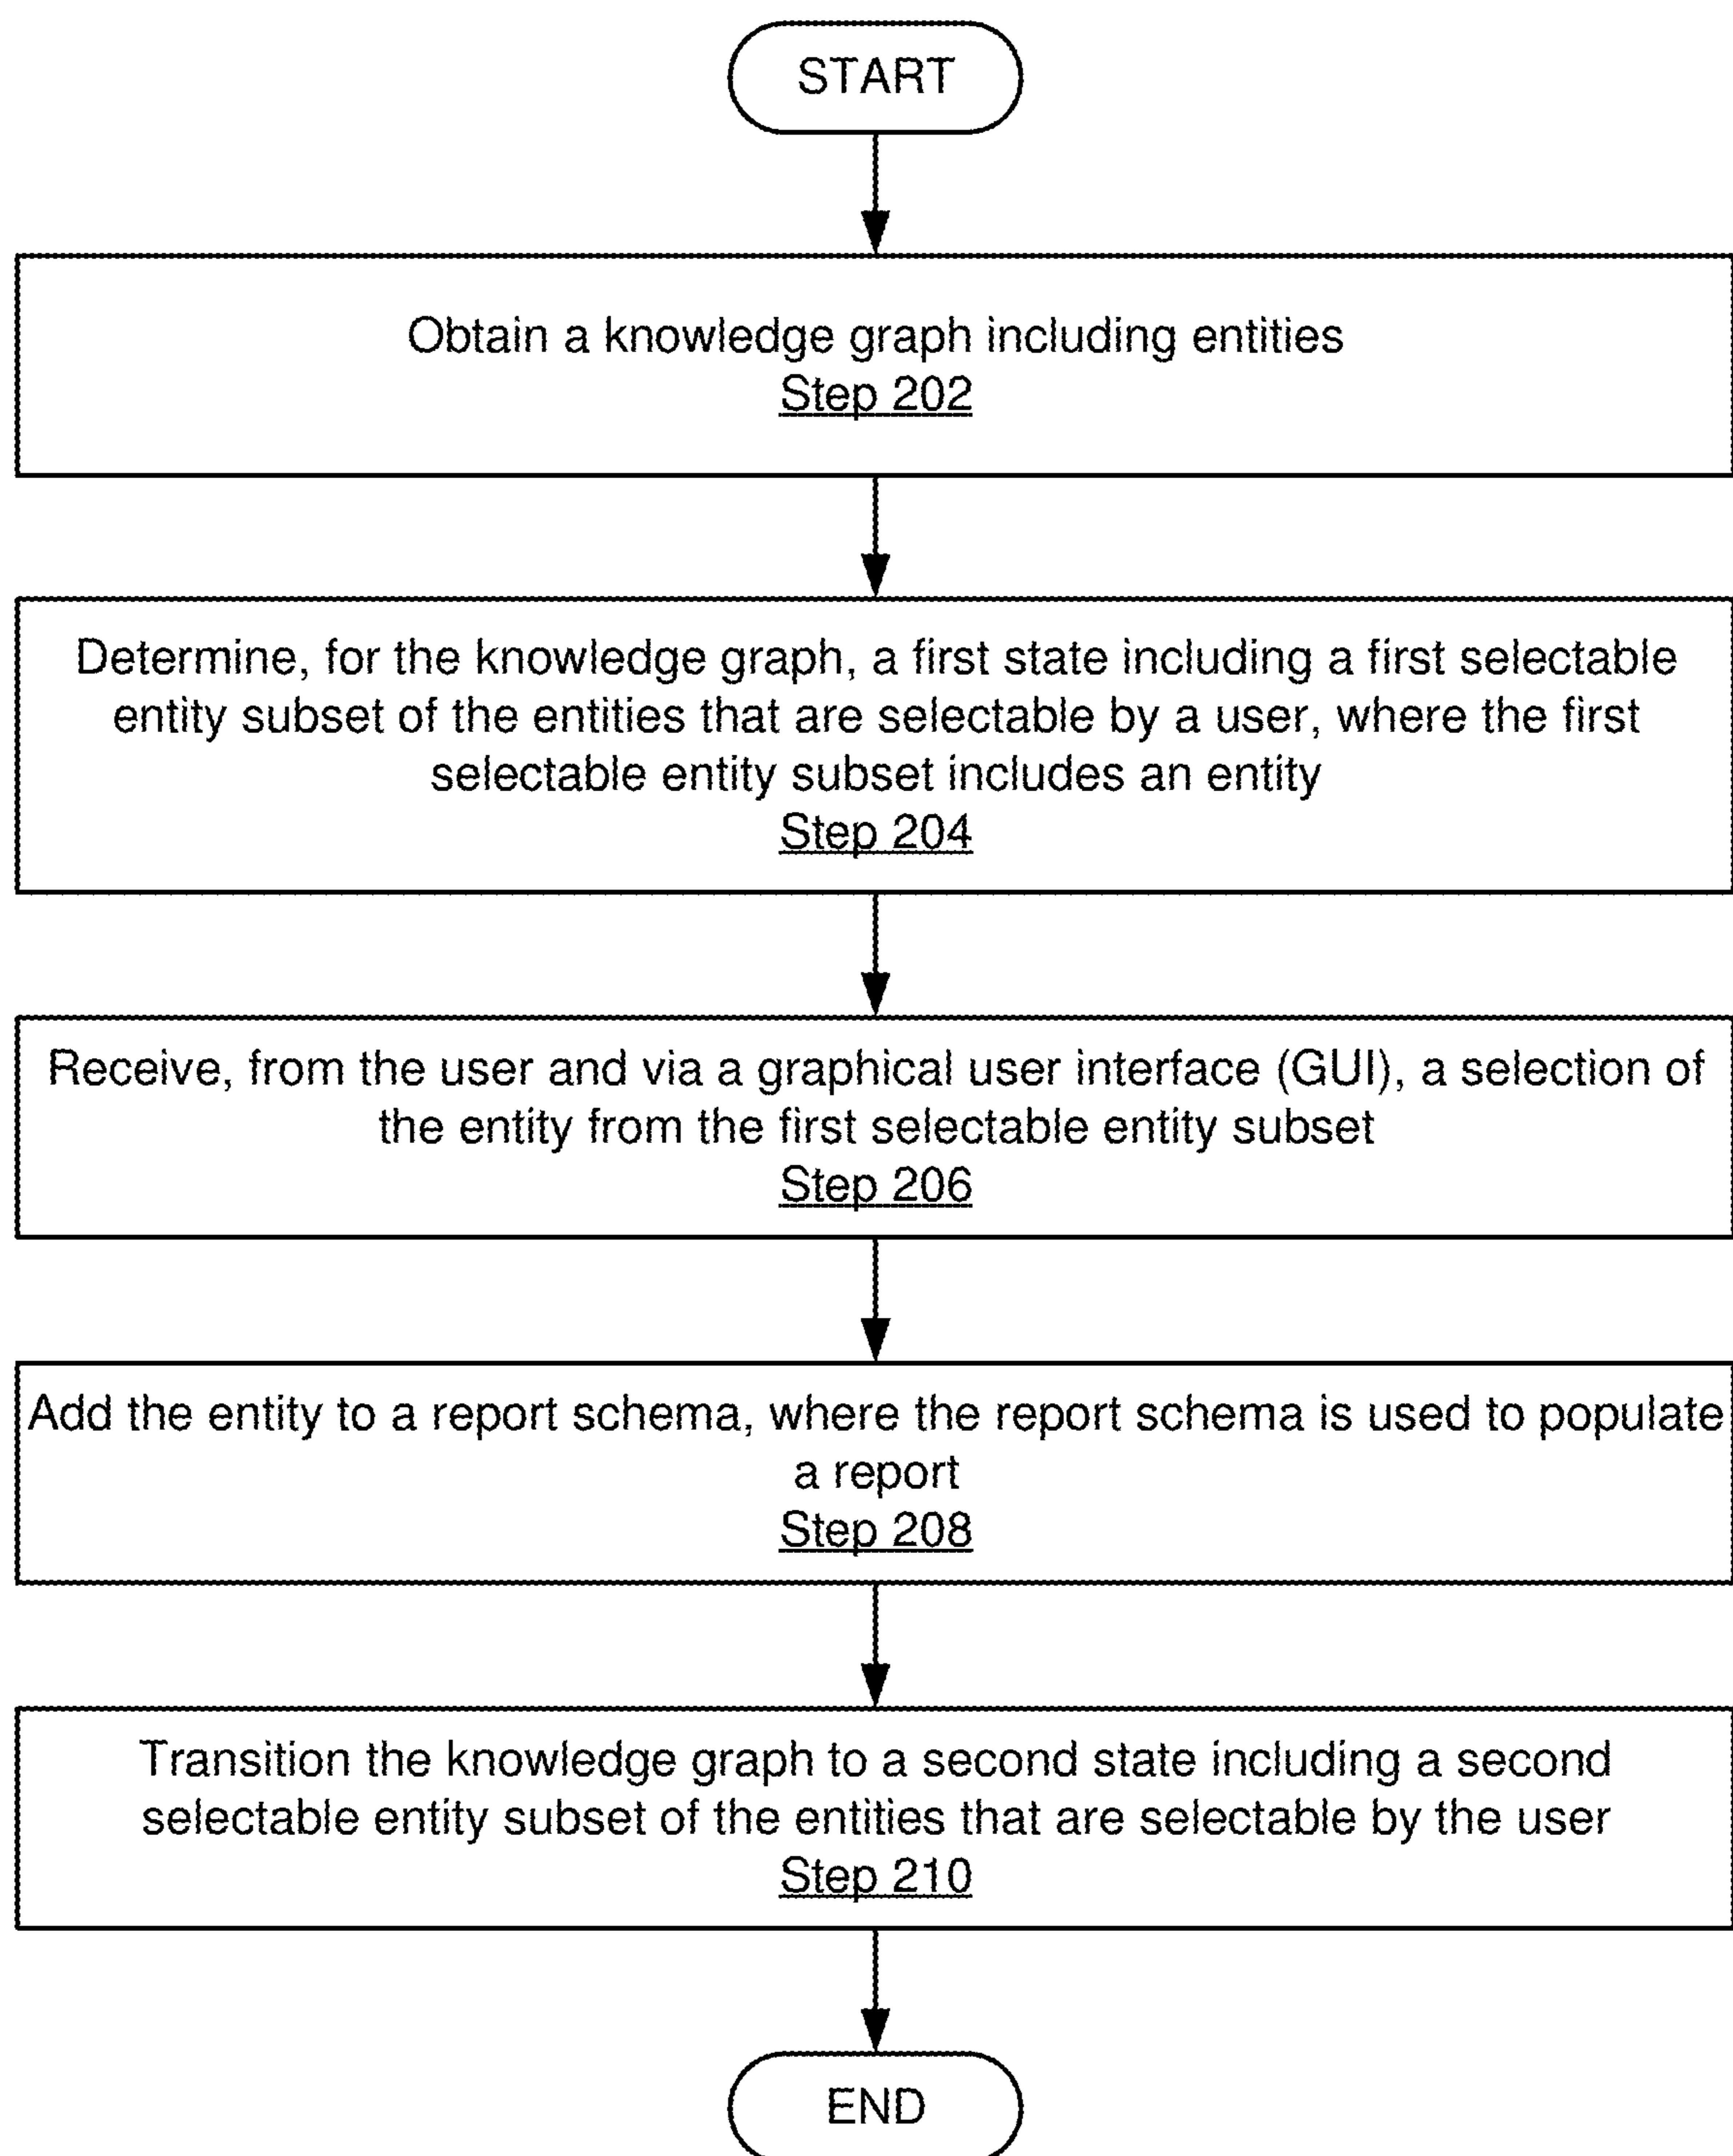 START
Obtain a knowledge graph including entities
Step 202
Determine, for the knowledge graph, a first state including a first selectable
entity subset of the entities that are selectable by a user, where the first
selectable entity subset includes an entity
Step 204
Receive, from the user and via a graphical user interface (GUI), a selection of
the entity from the first selectable entity subset
Step 206
Add the entity to a report schema, where the report schema is used to populate
a report
Step 208
Transition the knowledge graph to a second state including a second
selectable entity subset of the entities that are selectable by the user
Step 210
END